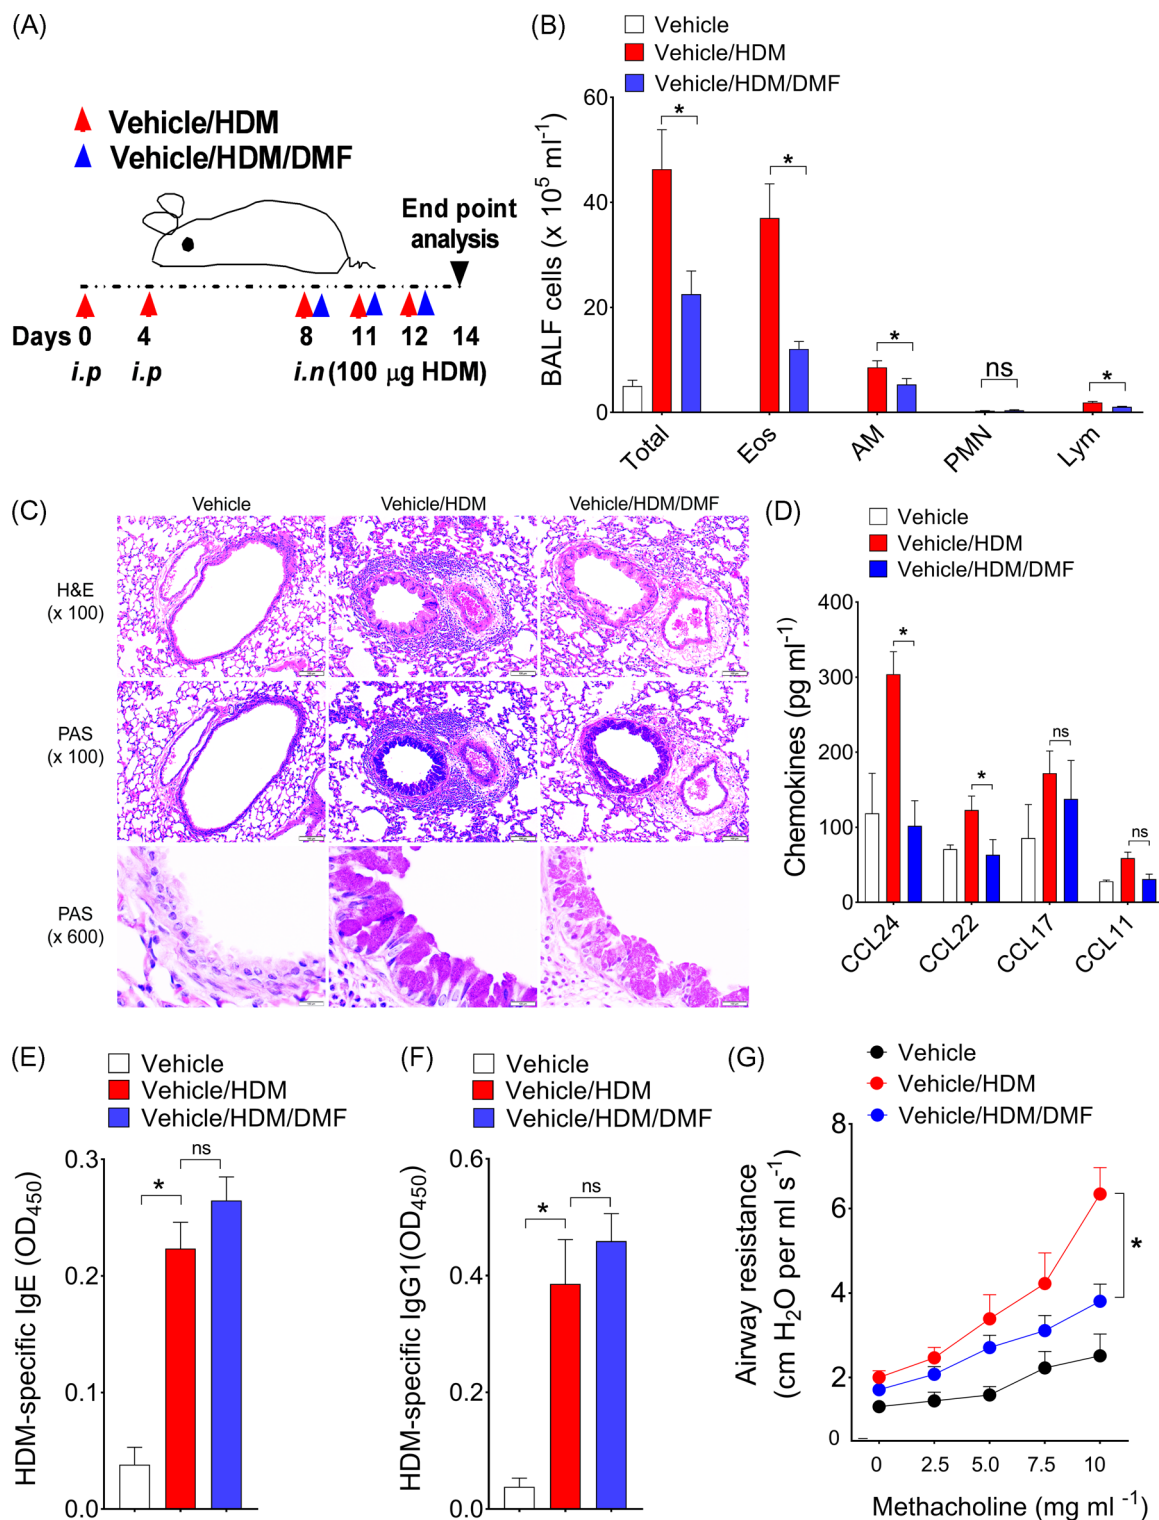 (A)
Vehicle/HDM
Vehicle/HDM/DMF
End point
analysis
Days 0 4 8 11 12 14
i.p i.p i.n (100 µg HDM)
(B)
Vehicle
Vehicle/HDM
Vehicle/HDM/DMF
BALF cells (x 10⁵ ml⁻¹)
60
40
20
0
* * * ns *
Total Eos AM PMN Lym
(C)
Vehicle Vehicle/HDM Vehicle/HDM/DMF
H&E
(x 100)
PAS
(x 100)
PAS
(x 600)
(D)
Vehicle
Vehicle/HDM
Vehicle/HDM/DMF
Chemokines (pg ml⁻¹)
400
300
200
100
0
* * ns ns
CCL24 CCL22 CCL17 CCL11
(E)
Vehicle
Vehicle/HDM
Vehicle/HDM/DMF
HDM-specific IgE (OD₄₅₀)
0.3
0.2
0.1
0.0
* ns
(F)
Vehicle
Vehicle/HDM
Vehicle/HDM/DMF
HDM-specific IgG1(OD₄₅₀)
0.6
0.4
0.2
0.0
* ns
(G)
Vehicle
Vehicle/HDM
Vehicle/HDM/DMF
Airway resistance
(cm H₂O per ml s⁻¹)
8
6
4
2
0
*
0 2.5 5.0 7.5 10
Methacholine (mg ml ⁻¹)